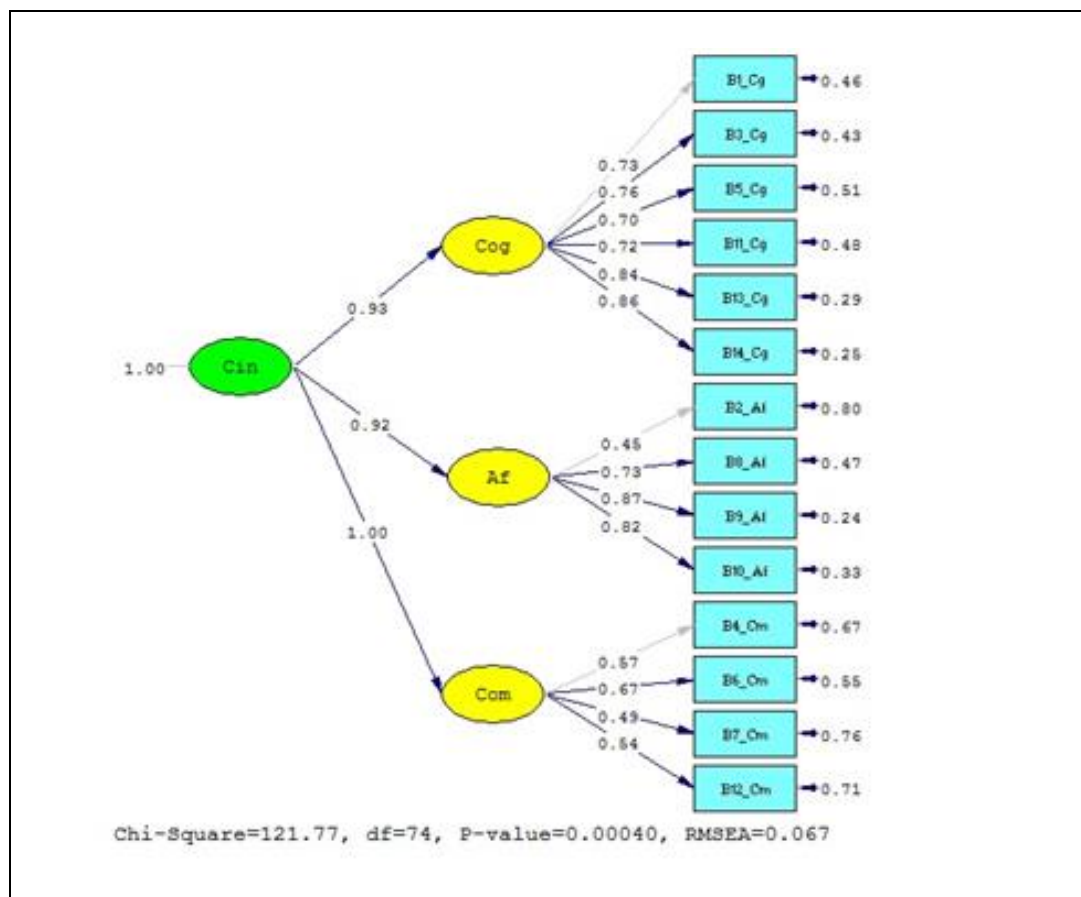 B1_Cg 0.46
B3_Cg 0.43
0.73
0.76
B5_Cg 0.51
0.70
0.72
Cog
B11_Cg 0.48
0.84
0.86
B13_Cg 0.29
0.93
B14_Cg 0.25
1.00 Cin
B2_Af 0.80
0.92
0.45
B8_Af 0.47
0.73
Af
0.87
B9_Af 0.24
0.82
1.00
B10_Af 0.33
B4_Cm 0.67
0.57
B6_Cm 0.55
0.67
Com
0.49
B7_Cm 0.76
0.54
B12_Cm 0.71
Chi-Square=121.77, df=74, P-value=0.00040, RMSEA=0.067